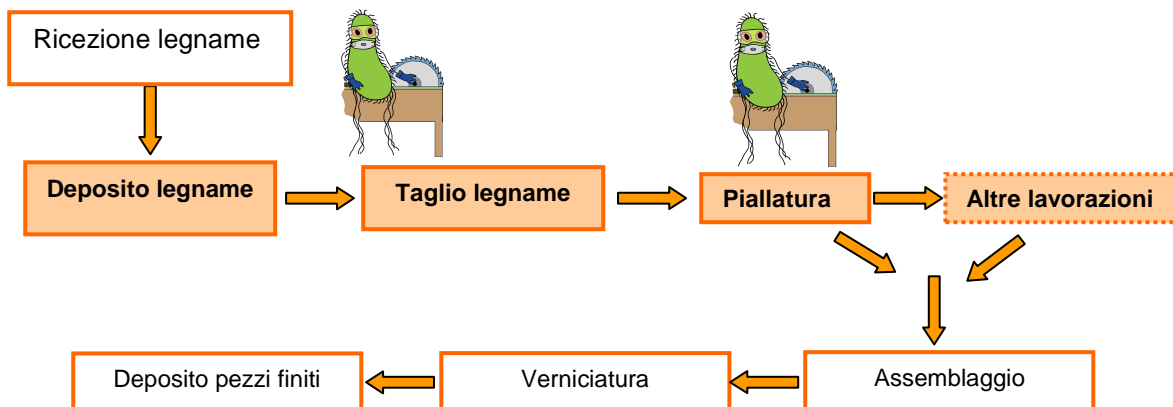 Ricezione legname
Deposito legname
Taglio legname
Piallatura
Altre lavorazioni
Deposito pezzi finiti
Verniciatura
Assemblaggio